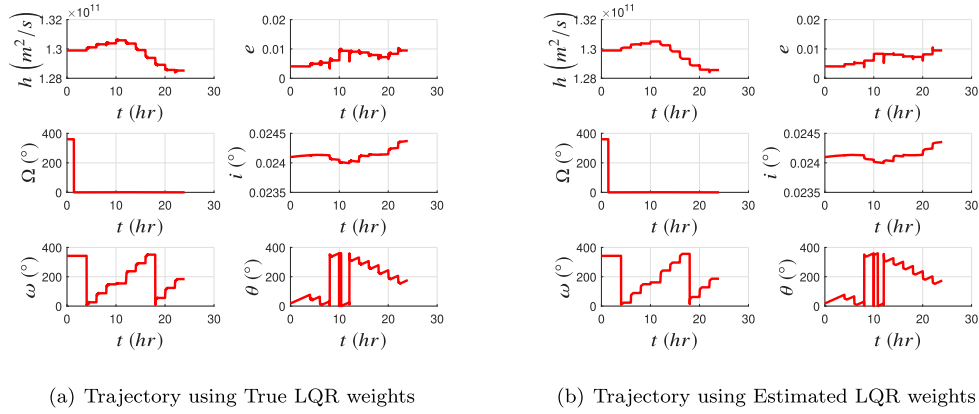 ×10¹¹
1.32
1.3
1.28
h (m²/s)
0 10 20 30
t (hr)
0.02
0.01
0
e
0 10 20 30
t (hr)
400
200
0
Ω (°)
0 10 20 30
t (hr)
0.0245
0.024
0.0235
i (°)
0 10 20 30
t (hr)
400
200
0
ω (°)
0 10 20 30
t (hr)
400
200
0
θ (°)
0 10 20 30
t (hr)
(a) Trajectory using True LQR weights
×10¹¹
1.32
1.3
1.28
h (m²/s)
0 10 20 30
t (hr)
0.02
0.01
0
e
0 10 20 30
t (hr)
400
200
0
Ω (°)
0 10 20 30
t (hr)
0.0245
0.024
0.0235
i (°)
0 10 20 30
t (hr)
400
200
0
ω (°)
0 10 20 30
t (hr)
400
200
0
θ (°)
0 10 20 30
t (hr)
(b) Trajectory using Estimated LQR weights